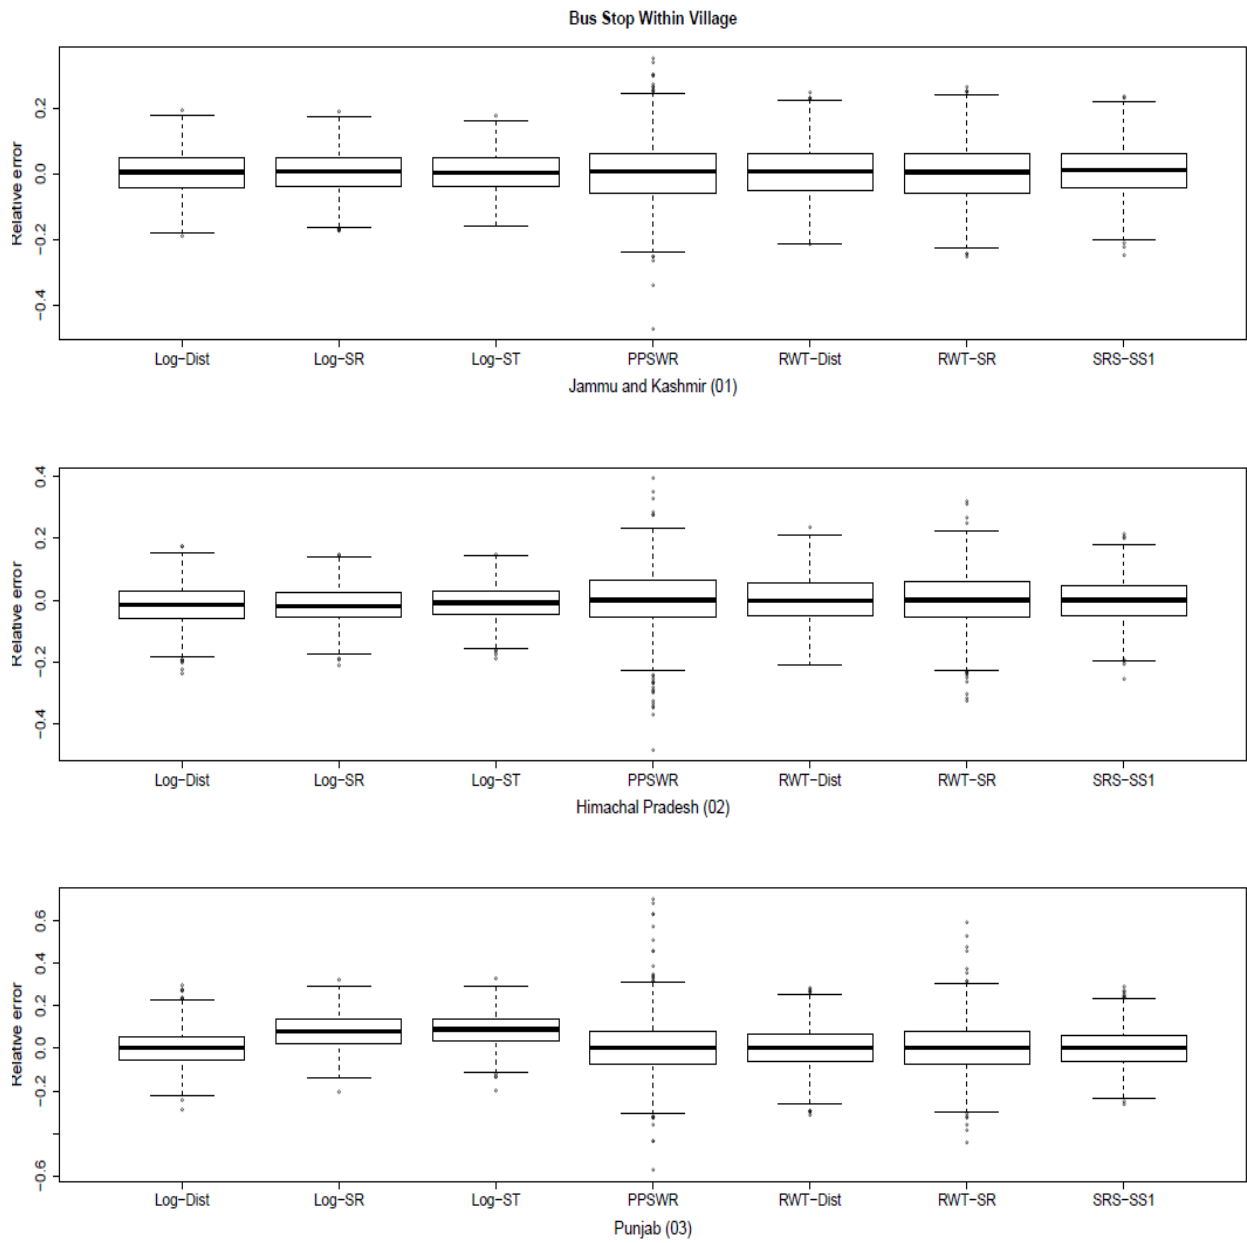 Bus Stop Within Village
Relative error
0.2
0.0
−0.2
−0.4
Log−Dist Log−SR Log−ST PPSWR RWT−Dist RWT−SR SRS−SS1
Jammu and Kashmir (01)
Relative error
0.4
0.2
0.0
−0.2
−0.4
Log−Dist Log−SR Log−ST PPSWR RWT−Dist RWT−SR SRS−SS1
Himachal Pradesh (02)
Relative error
0.6
0.4
0.2
0.0
−0.2
−0.6
Log−Dist Log−SR Log−ST PPSWR RWT−Dist RWT−SR SRS−SS1
Punjab (03)